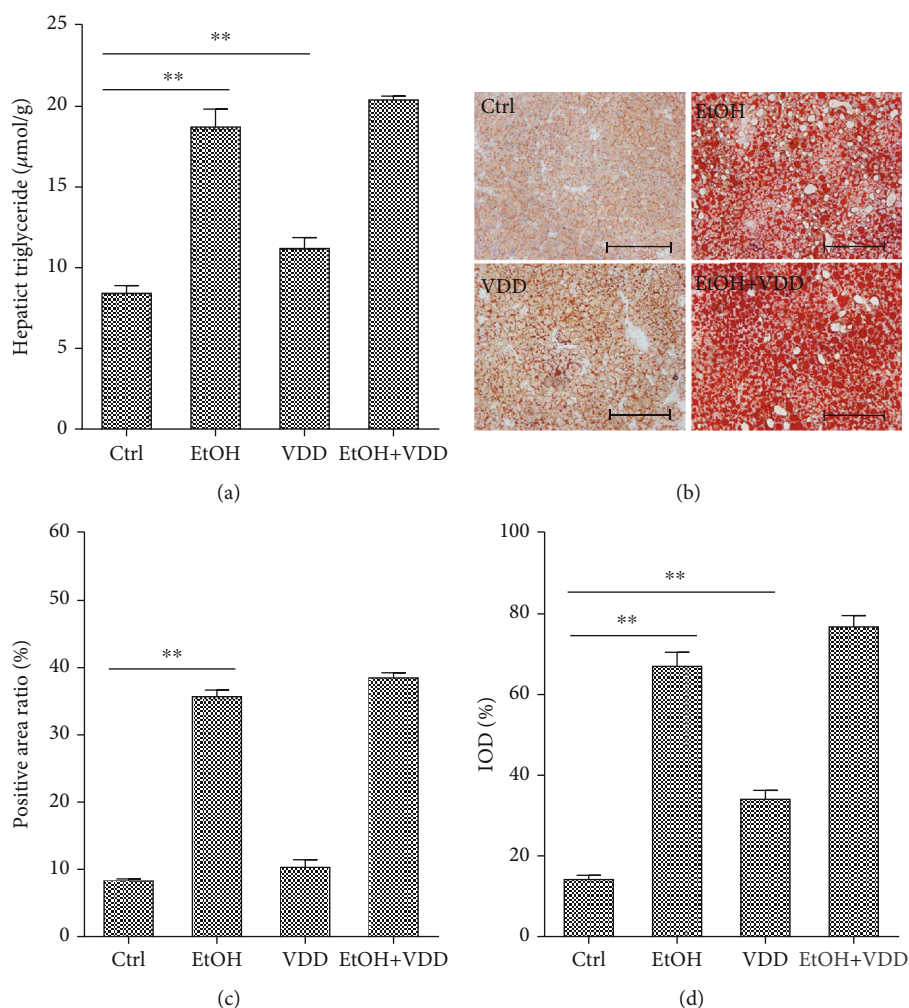 Hepatict triglyceride (μmol/g)
25
20
15
10
5
0
**
**
Ctrl EtOH VDD EtOH+VDD
(a)
Ctrl
EtOH
VDD
EtOH+VDD
(b)
Positive area ratio (%)
60
50
40
30
20
10
0
**
Ctrl EtOH VDD EtOH+VDD
(c)
IOD (%)
100
80
60
40
20
0
**
**
Ctrl EtOH VDD EtOH+VDD
(d)